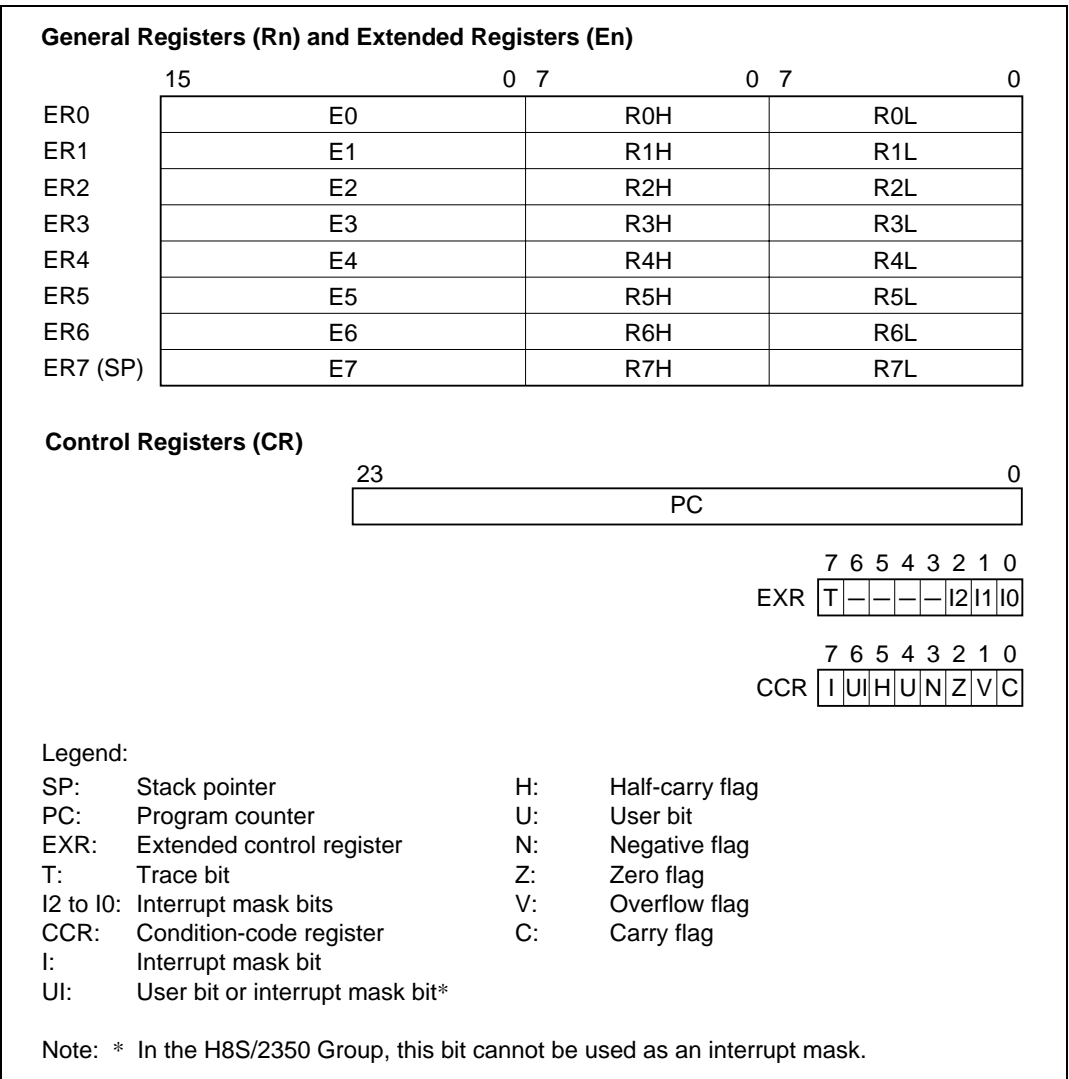 General Registers (Rn) and Extended Registers (En)
15 0 7 0 7 0
ER0 E0 R0H R0L
ER1 E1 R1H R1L
ER2 E2 R2H R2L
ER3 E3 R3H R3L
ER4 E4 R4H R4L
ER5 E5 R5H R5L
ER6 E6 R6H R6L
ER7 (SP) E7 R7H R7L
Control Registers (CR)
23 0
PC
7 6 5 4 3 2 1 0
EXR T — — — — I2 I1 I0
7 6 5 4 3 2 1 0
CCR I UI H U N Z V C
Legend:
SP: Stack pointer H: Half-carry flag
PC: Program counter U: User bit
EXR: Extended control register N: Negative flag
T: Trace bit Z: Zero flag
I2 to I0: Interrupt mask bits V: Overflow flag
CCR: Condition-code register C: Carry flag
I: Interrupt mask bit
UI: User bit or interrupt mask bit*
Note: * In the H8S/2350 Group, this bit cannot be used as an interrupt mask.